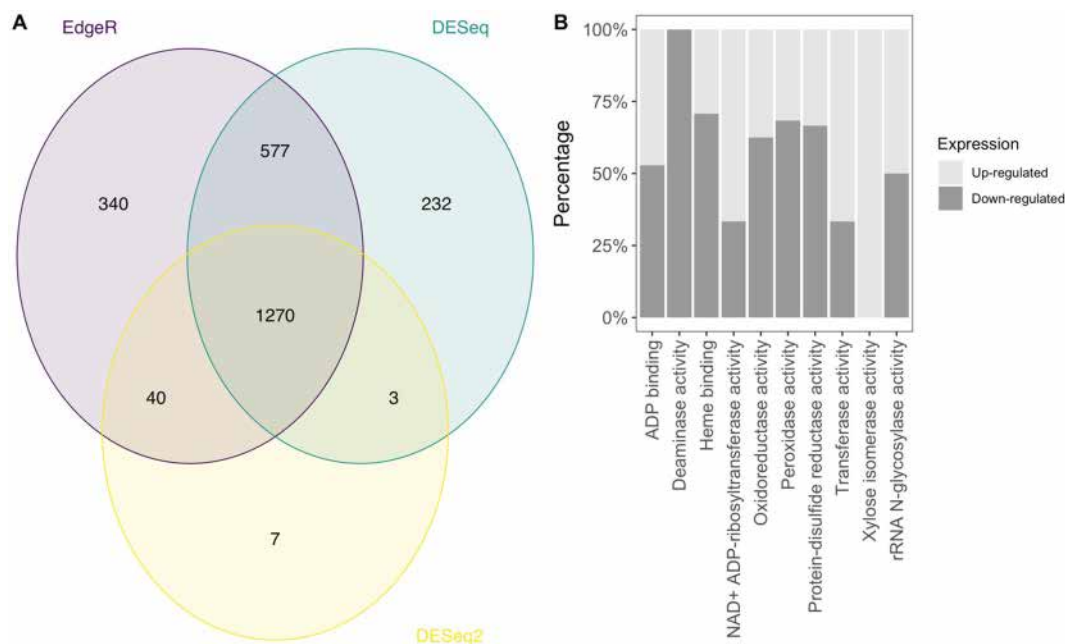 A
EdgeR
DESeq
577
340
232
1270
40
3
7
DESeq2
B
100%
75%
50%
25%
0%
Percentage
Expression
Up-regulated
Down-regulated
ADP binding
Deaminase activity
Heme binding
NAD+ ADP-ribosyltransferase activity
Oxidoreductase activity
Peroxidase activity
Protein-disulfide reductase activity
Transferase activity
Xylose isomerase activity
rRNA N-glycosylase activity